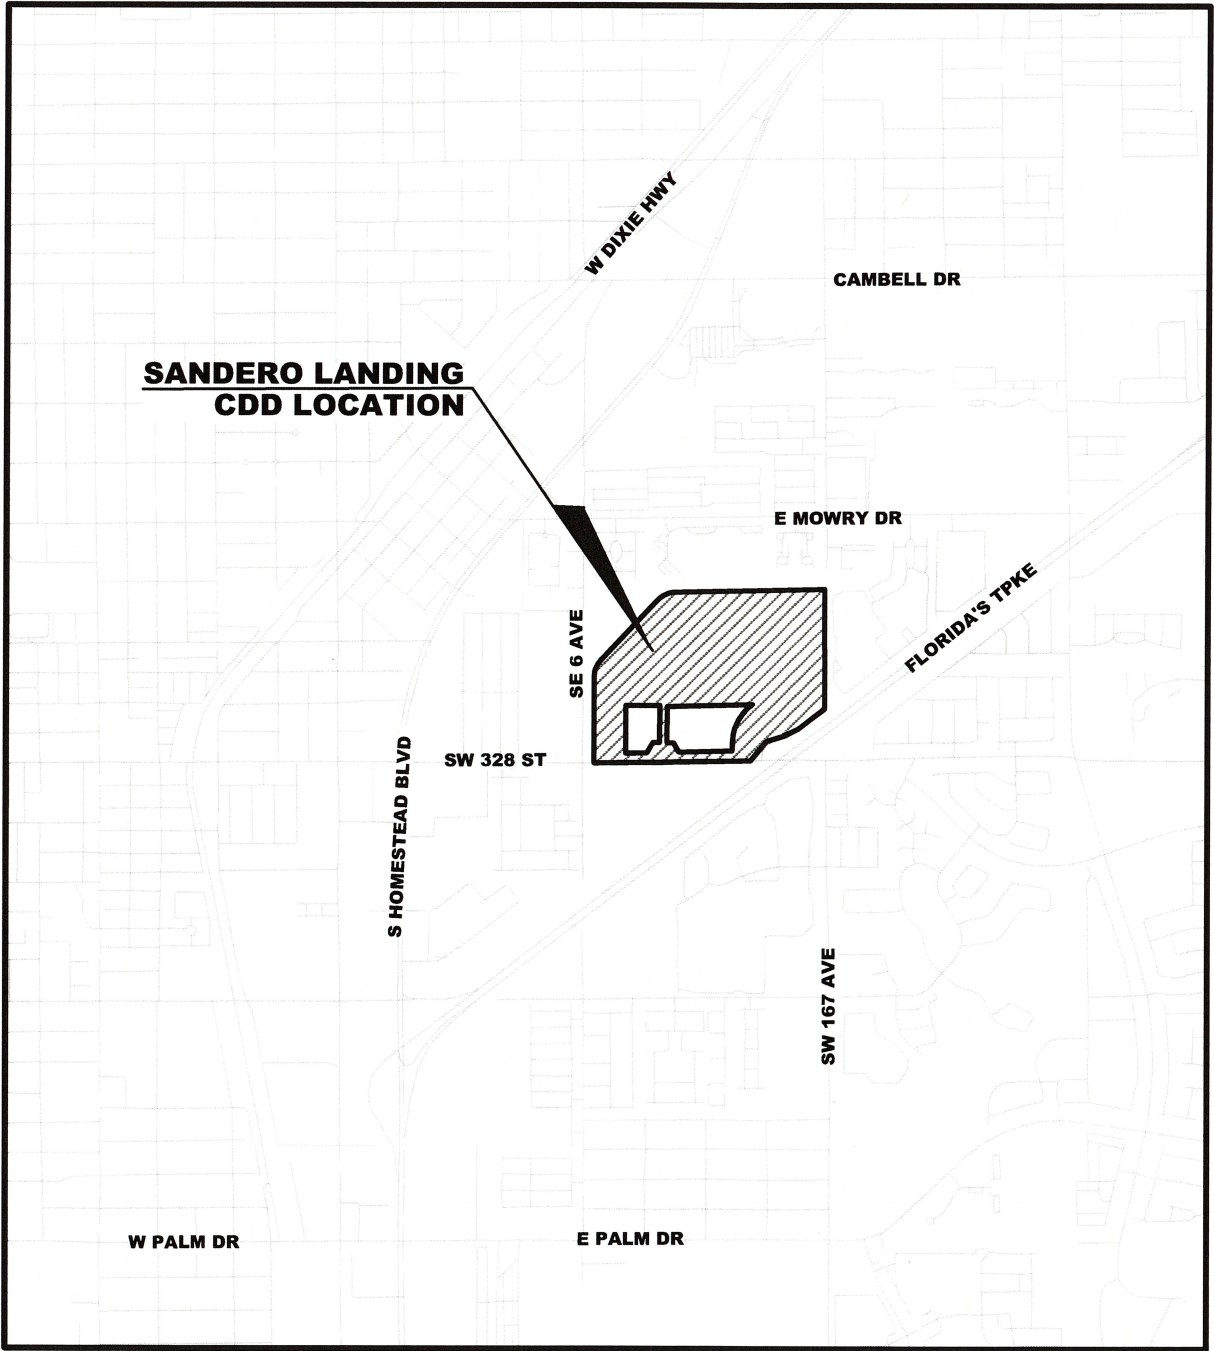 W DIXIE HWY
CAMBELL DR
SANDERO LANDING
CDD LOCATION
E MOWRY DR
FLORIDA'S TPKE
SE 6 AVE
SW 328 ST
S HOMESTEAD BLVD
SW 167 AVE
W PALM DR
E PALM DR